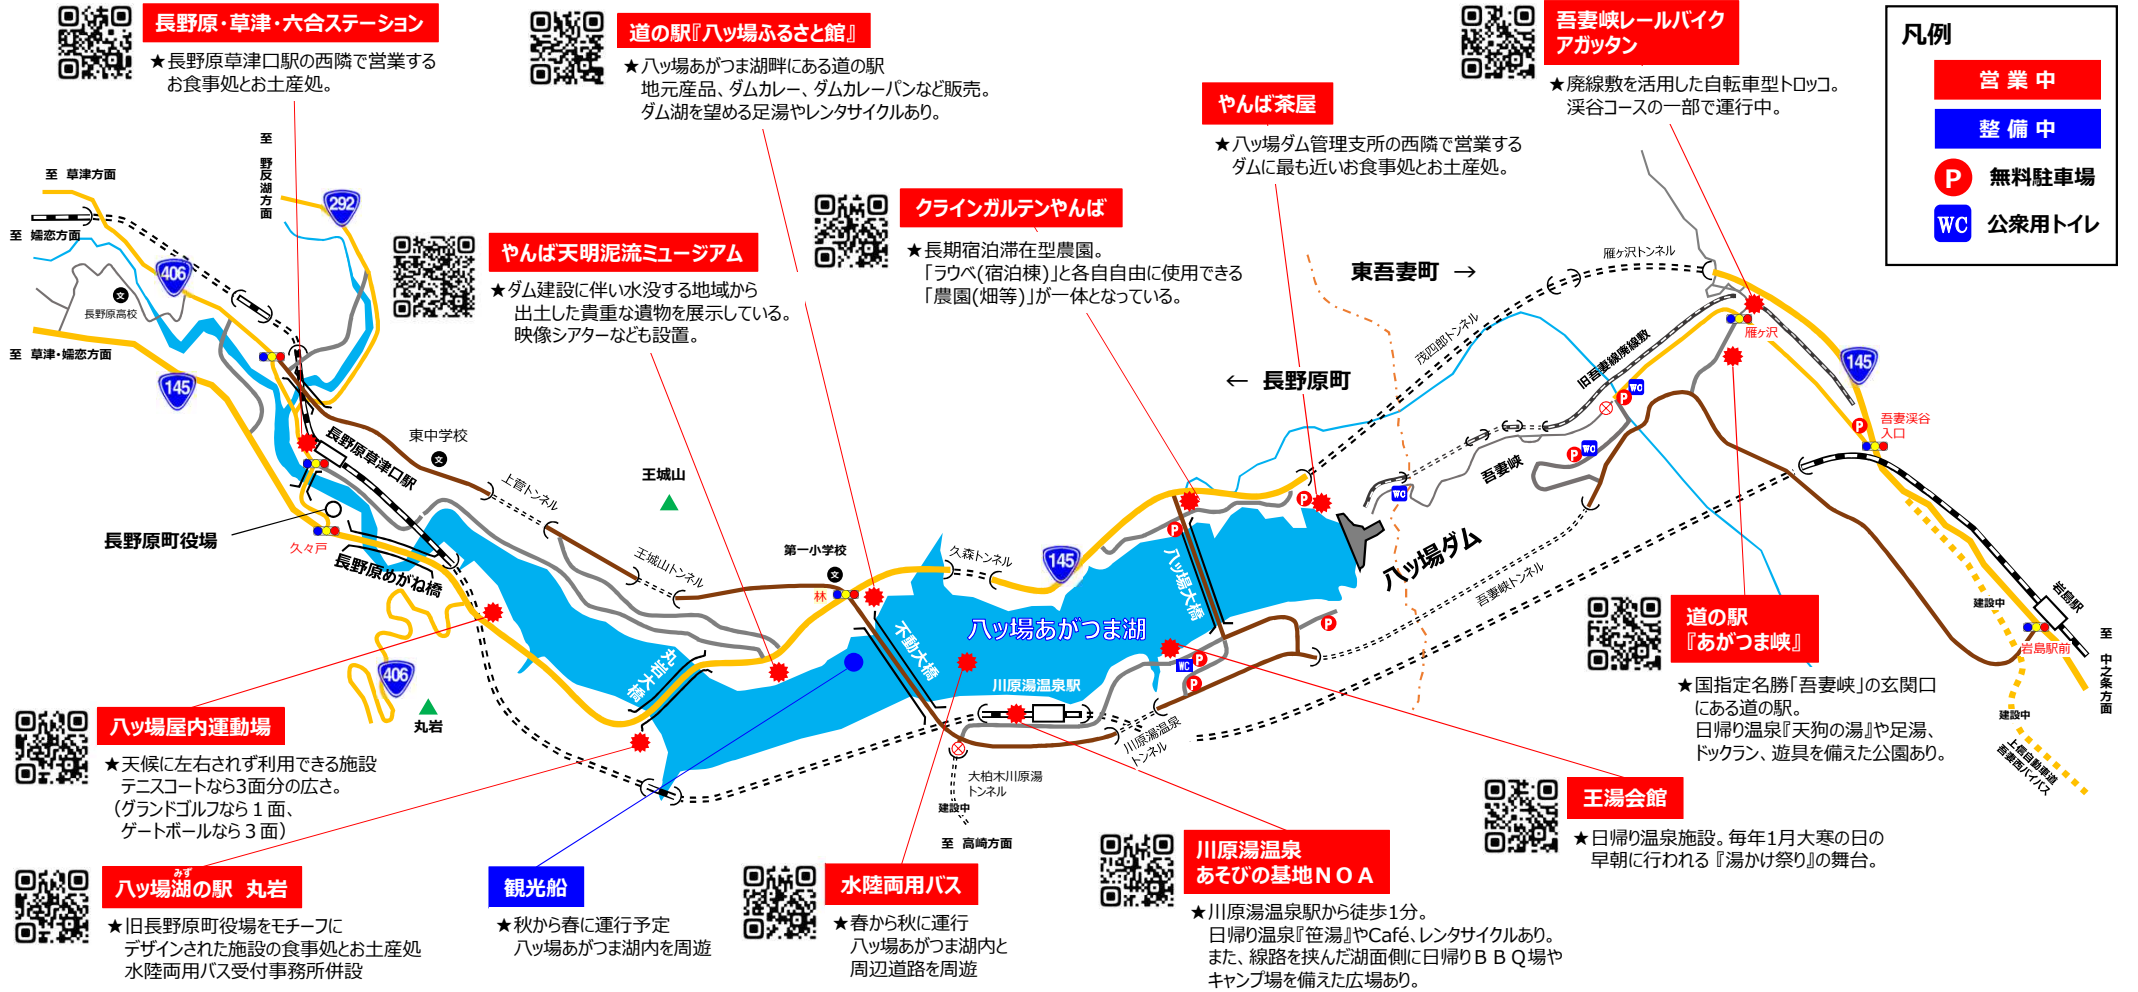 長野原・草津・六合ステーション
★長野原草津口駅の西隣で営業する
お食事処とお土産処。
道の駅『八ッ場ふるさと館』
★八ッ場あがつま湖畔にある道の駅
地元産品、ダムカレー、ダムカレーパンなど販売。
ダム湖を望める足湯やレンタサイクルあり。
吾妻峡レールバイク
アガッタン
★廃線敷を活用した自転車型トロッコ。
渓谷コースの一部で運行中。
凡例
営業中
整備中
P 無料駐車場
WC 公衆用トイレ
やんば茶屋
★八ッ場ダム管理支所の西隣で営業する
ダムに最も近いお食事処とお土産処。
クラインガルテンやんば
★長期宿泊滞在型農園。
「ラウベ(宿泊棟)」と各自自由に使用できる
「農園(畑等)」が一体となっている。
やんば天明泥流ミュージアム
★ダム建設に伴い水没する地域から
出土した貴重な遺物を展示している。
映像シアターなども設置。
至 野反湖方面
至 草津方面
至 嬬恋方面
至 草津・嬬恋方面
292
406
145
文
長野原高校
長野原草津口駅
東中学校
文
上菅トンネル
王城山
王城山トンネル
長野原町役場
久々戸
長野原めがね橋
406
丸岩
丸岩大橋
第一小学校
文
林
不動大橋
久森トンネル
145
八ッ場あがつま湖
八ッ場大橋
八ッ場ダム
川原湯温泉駅
川原湯温泉
トンネル
大柏木川原湯
トンネル
建設中
至 高崎方面
← 長野原町
東吾妻町 →
茂四郎トンネル
雁ヶ沢トンネル
雁ヶ沢
旧吾妻線廃線敷
吾妻峡
吾妻峡トンネル
145
吾妻渓谷
入口
P
P
P
P
P
P
P
P
WC
WC
WC
WC
岩島駅
岩島駅前
建設中
建設中
上信自動車道
吾妻西バイパス
至 中之条方面
道の駅
『あがつま峡』
★国指定名勝「吾妻峡」の玄関口
にある道の駅。
日帰り温泉『天狗の湯』や足湯、
ドックラン、遊具を備えた公園あり。
王湯会館
★日帰り温泉施設。毎年1月大寒の日の
早朝に行われる『湯かけ祭り』の舞台。
八ッ場屋内運動場
★天候に左右されず利用できる施設
テニスコートなら3面分の広さ。
(グランドゴルフなら１面、
ゲートボールなら３面)
みず
八ッ場湖の駅 丸岩
★旧長野原町役場をモチーフに
デザインされた施設の食事処とお土産処
水陸両用バス受付事務所併設
観光船
★秋から春に運行予定
八ッ場あがつま湖内を周遊
水陸両用バス
★春から秋に運行
八ッ場あがつま湖内と
周辺道路を周遊
川原湯温泉
あそびの基地ＮＯＡ
★川原湯温泉駅から徒歩1分。
日帰り温泉『笹湯』やCafé、レンタサイクルあり。
また、線路を挟んだ湖面側に日帰りＢＢＱ場や
キャンプ場を備えた広場あり。